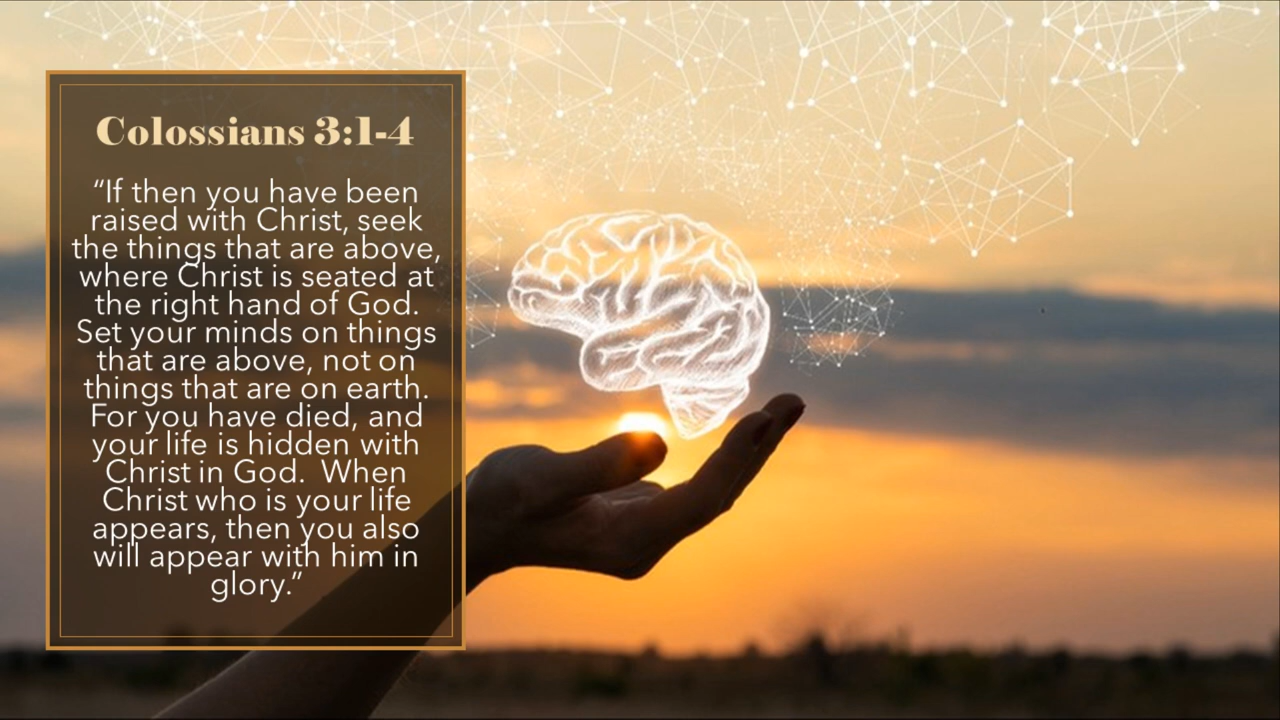 Colossians 3:1-4
“If then you have been
raised with Christ, seek
the things that are above,
where Christ is seated at
the right hand of God.
Set your minds on things
that are above, not on
things that are on earth.
For you have died, and
your life is hidden with
Christ in God.  When
Christ who is your life
appears, then you also
will appear with him in
glory.”